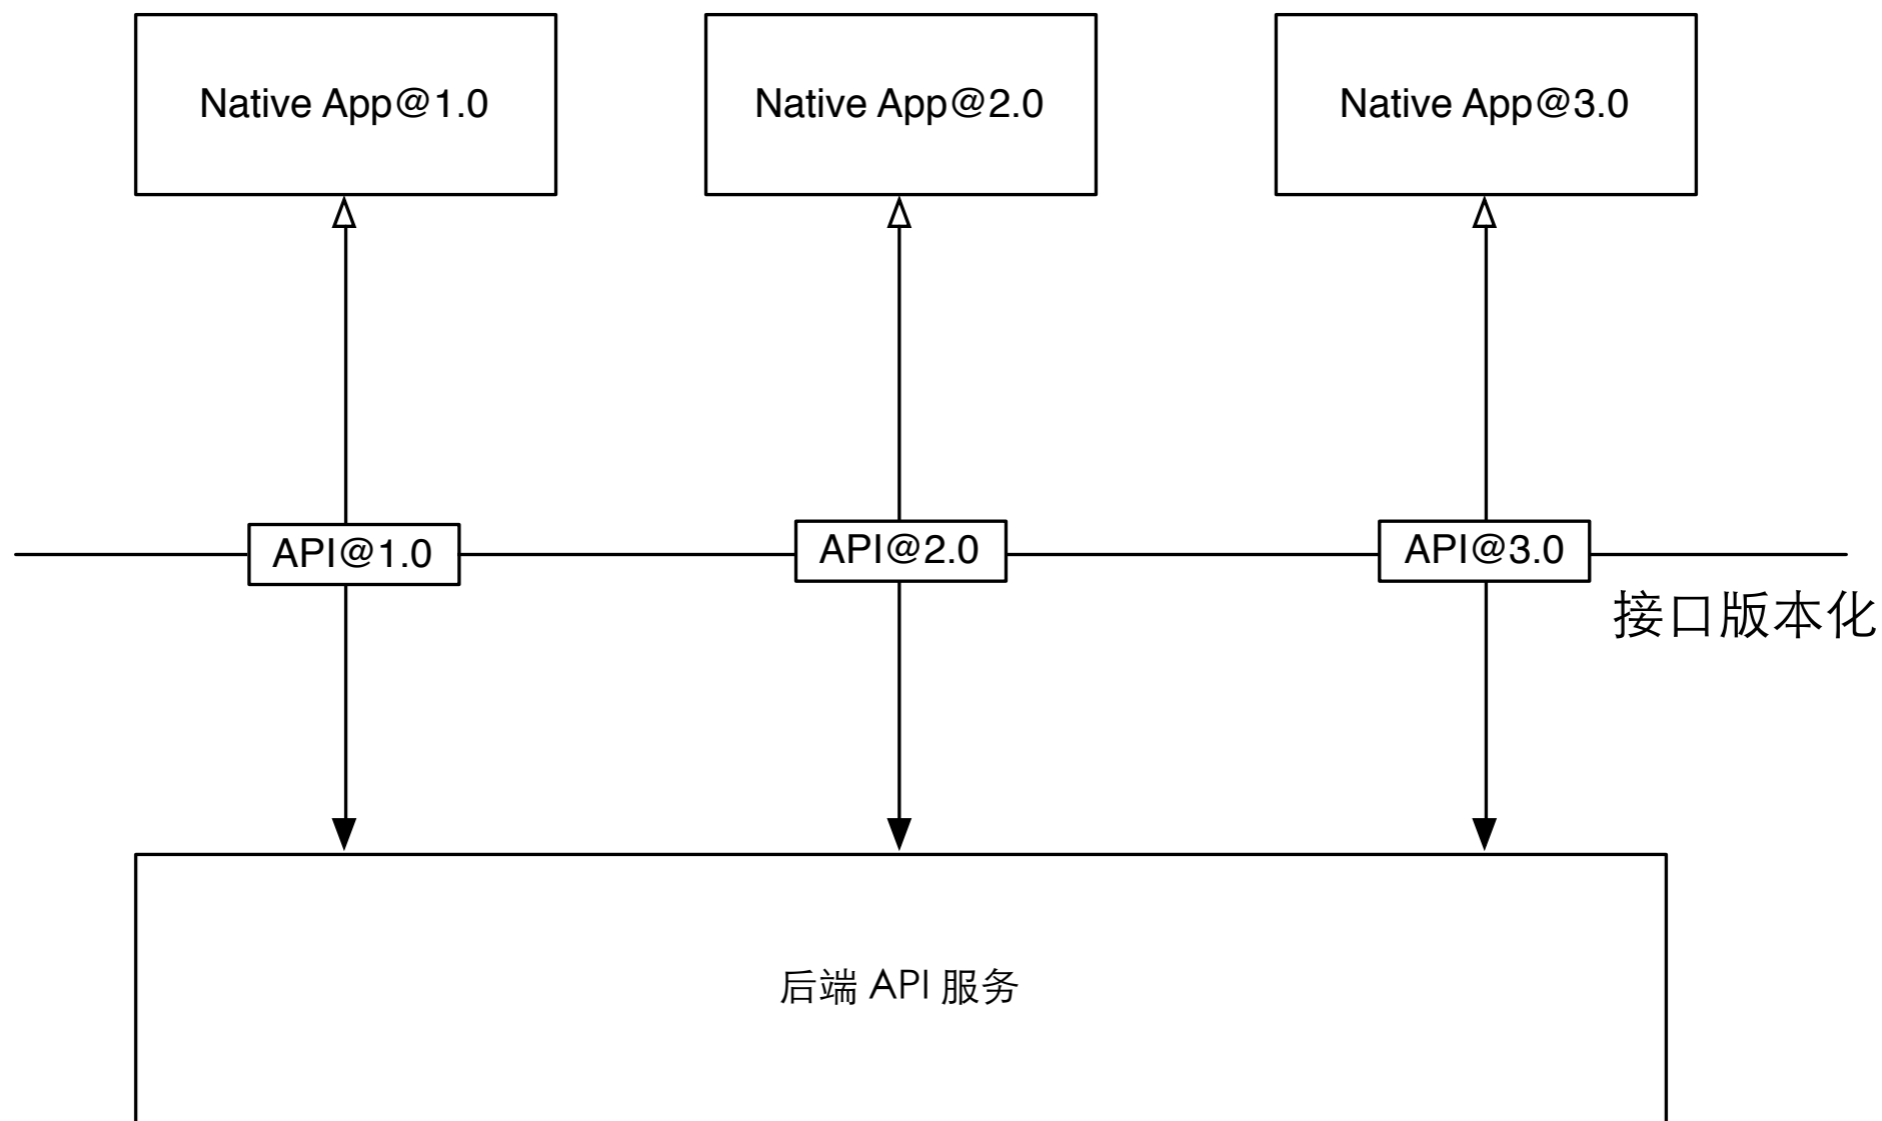 Native App@1.0
Native App@2.0
Native App@3.0
API@1.0
API@2.0
API@3.0
接口版本化
后端 API 服务